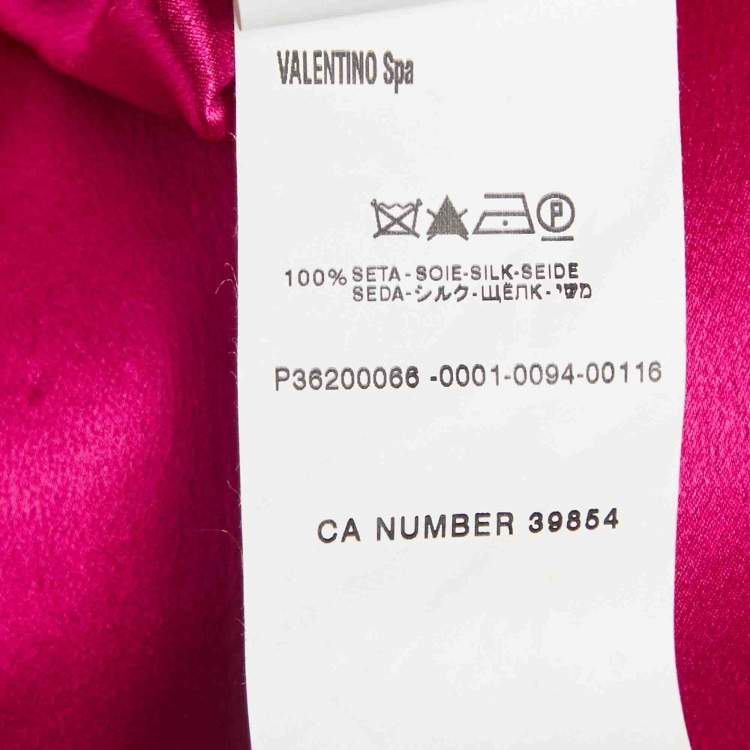 VALENTINO Spa
P
100% SETA-SOIE-SILK-SEIDE
SEDA-シルク-ЩЁЛК-משי
P36200066 -0001-0094-00116
CA NUMBER 39854